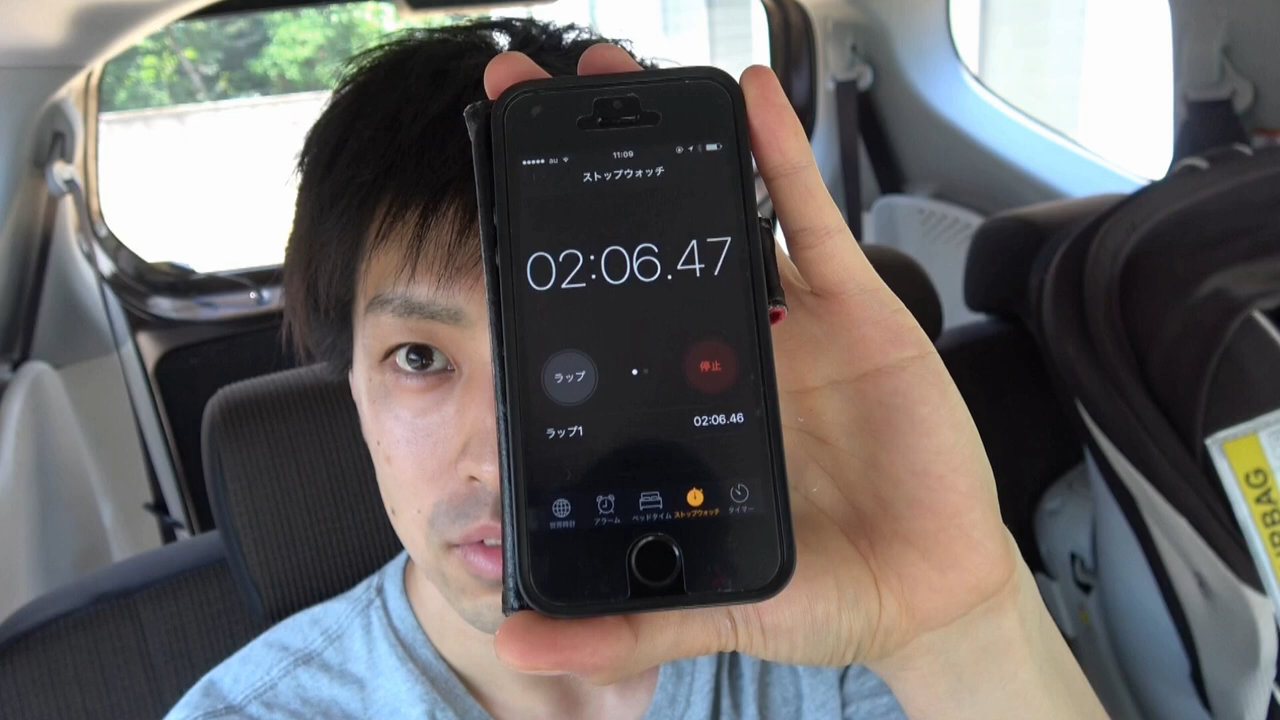 au 11:09
ストップウォッチ
02:06.47
ラップ 停止
ラップ1 02:06.46
世界時計 アラーム ベッドタイム ストップウォッチ タイマー
RBAG